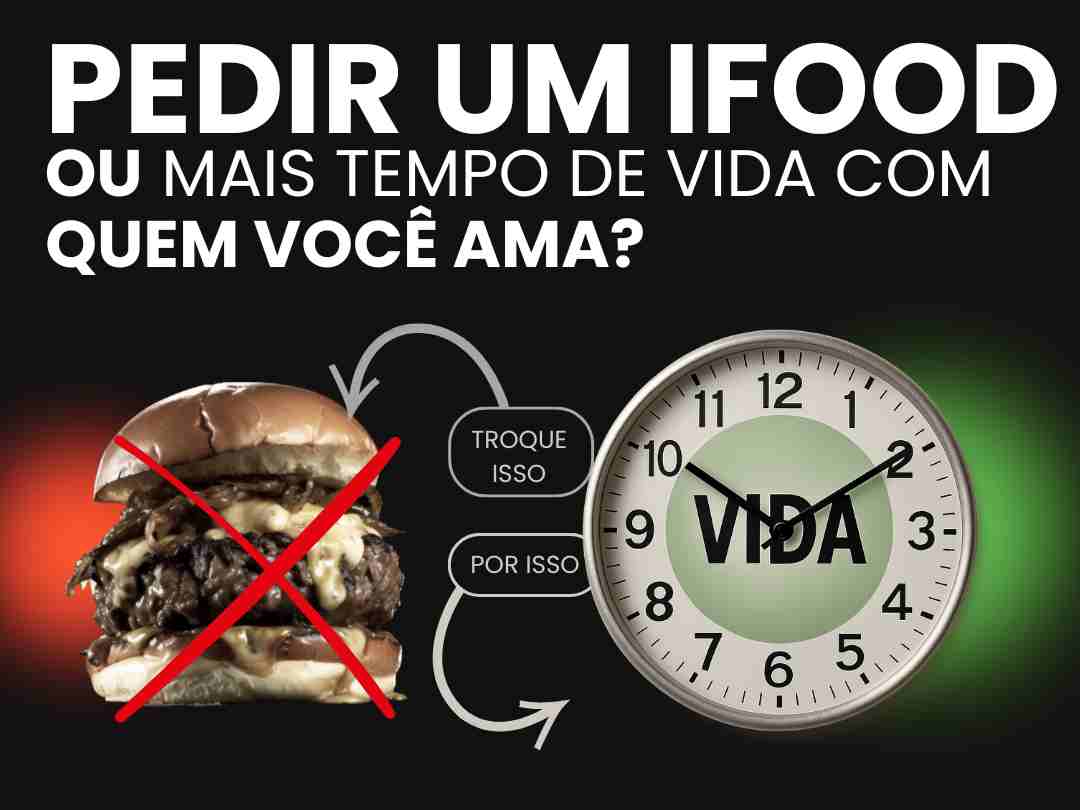 PEDIR UM IFOOD
OU MAIS TEMPO DE VIDA COM
QUEM VOCÊ AMA?
TROQUE
ISSO
POR ISSO
12
11
1
10
2
VIDA
9
3
8
4
7
5
6